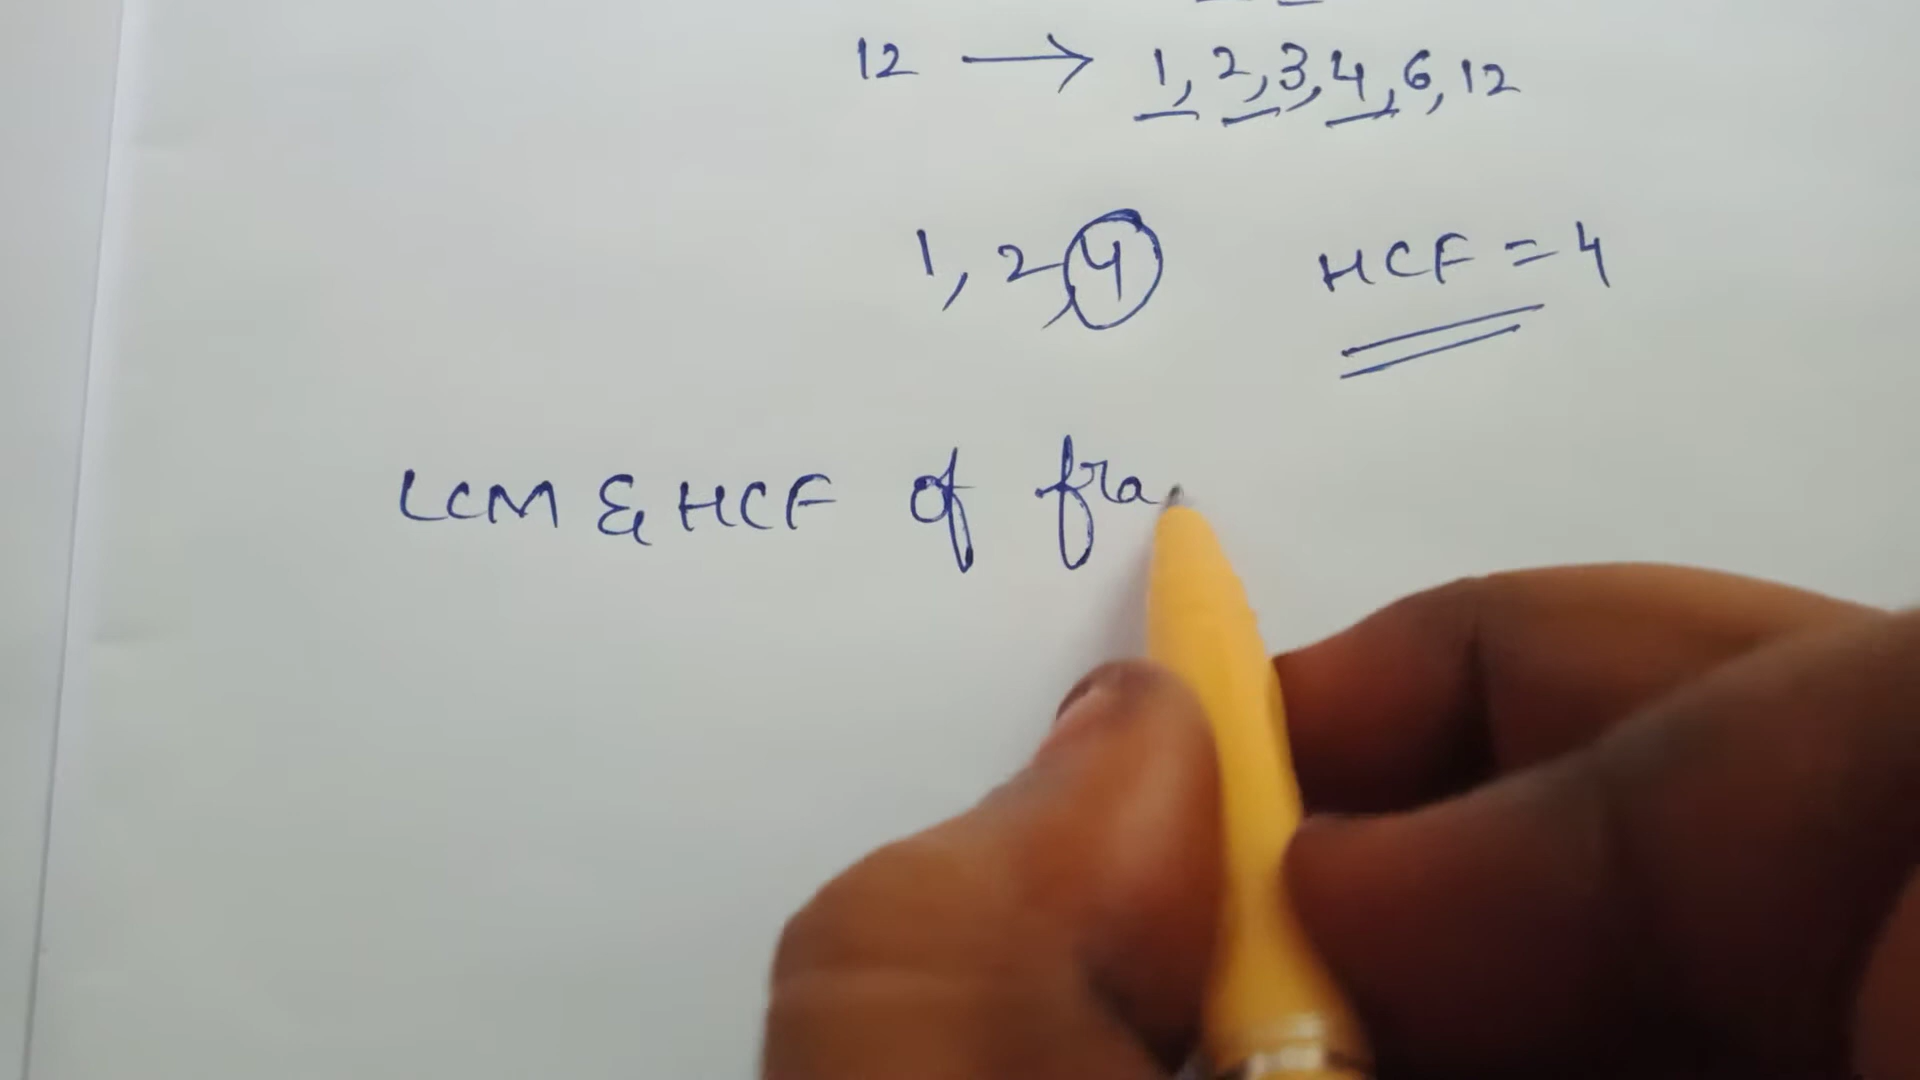 12 → 1, 2, 3, 4, 6, 12
1, 2, 4 HCF = 4
LCM & HCF of fra